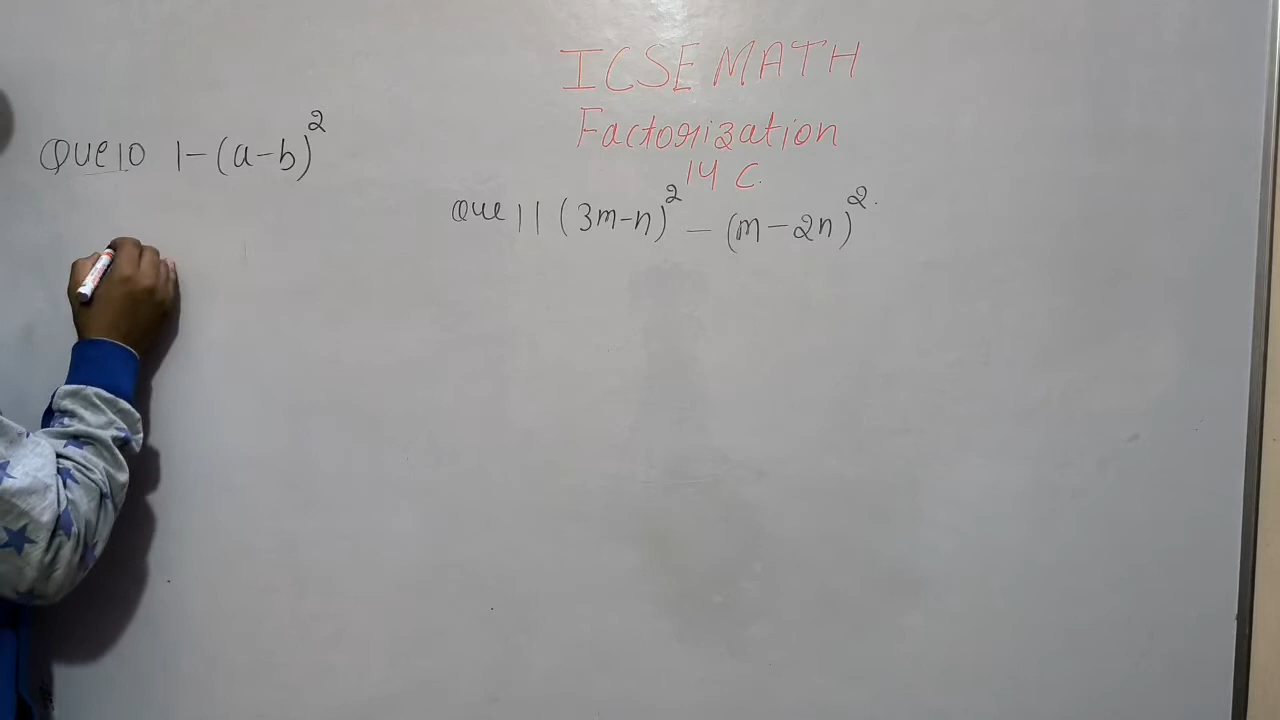 ICSE MATH
Factorization
14 C.
Que 10 1-(a-b)²
Que 11 (3m-n)² - (m-2n)².